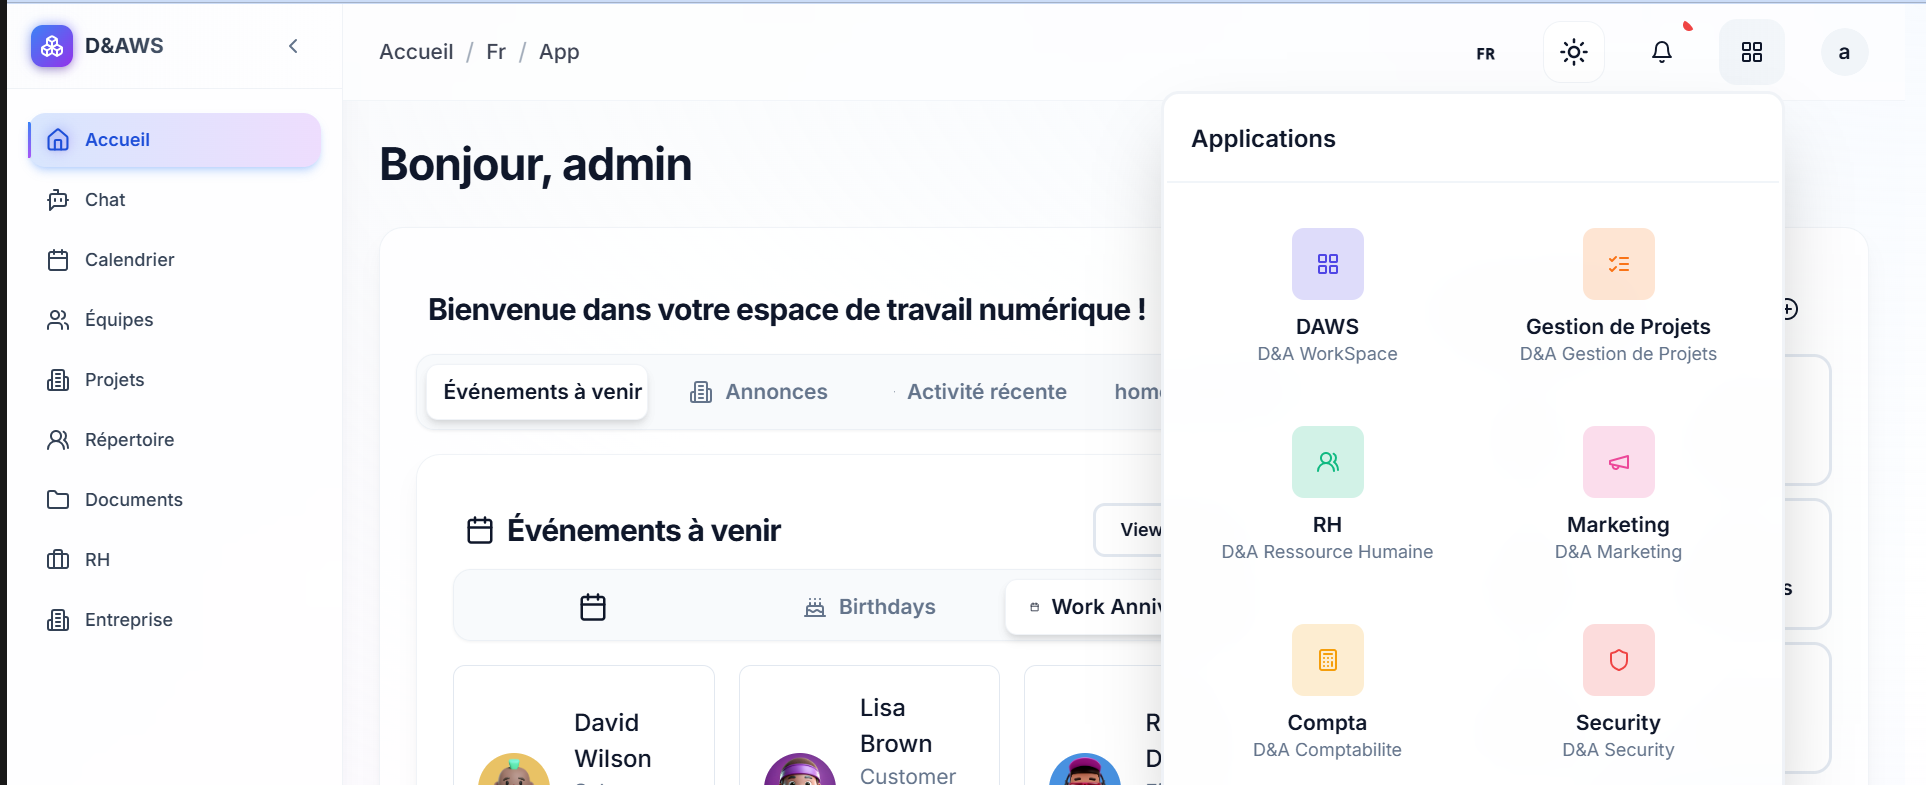 D&AWS
Accueil / Fr / App
FR
a
Accueil
Chat
Calendrier
Équipes
Projets
Répertoire
Documents
RH
Entreprise
Bonjour, admin
Bienvenue dans votre espace de travail numérique !
Événements à venir
Annonces
Activité récente
hom
Événements à venir
View
Birthdays
Work Anniv
David
Wilson
Lisa
Brown
Customer
R
D
Applications
DAWS
D&A WorkSpace
Gestion de Projets
D&A Gestion de Projets
RH
D&A Ressource Humaine
Marketing
D&A Marketing
Compta
D&A Comptabilite
Security
D&A Security
s